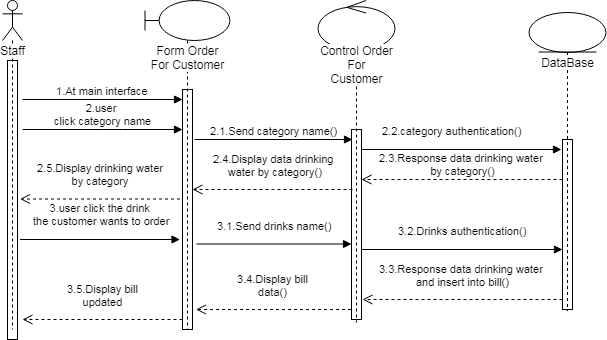 Staff
Form Order
For Customer
Control Order
For
Customer
DataBase
1.At main interface
2.user
click category name
2.1.Send category name()
2.2.category authentication()
2.3.Response data drinking water
by category()
2.4.Display data drinking
water by category()
2.5.Display drinking water
by category
3.user click the drink
the customer wants to order
3.1.Send drinks name()
3.2.Drinks authentication()
3.3.Response data drinking water
and insert into bill()
3.4.Display bill
data()
3.5.Display bill
updated